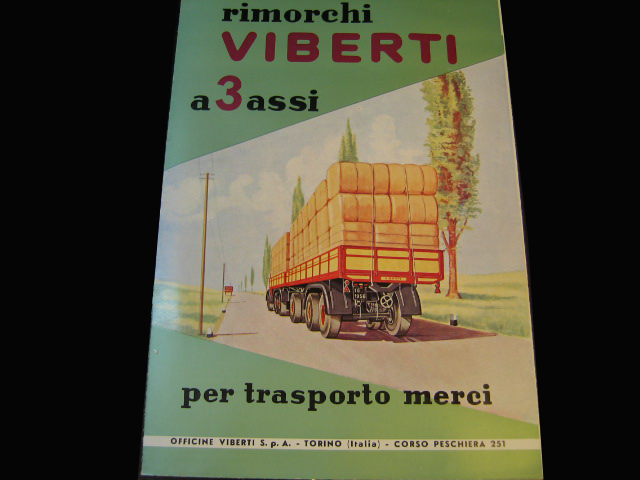 rimorchi
VIBERTI
a 3 assi
per trasporto merci
OFFICINE VIBERTI S. p. A. - TORINO (Italia) - CORSO PESCHIERA 251